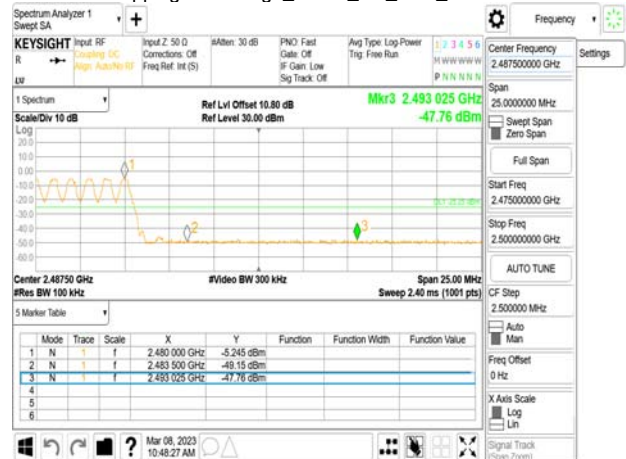 Spectrum Analyzer 1
Swept SA
Frequency
KEYSIGHT
R
LXI
Input: RF
Coupling: DC
Align: Auto/No RF
Input Z: 50 Ω
Corrections: Off
Freq Ref: Int (S)
#Atten: 30 dB
PNO: Fast
Gate: Off
IF Gain: Low
Sig Track: Off
Avg Type: Log-Power
Trig: Free Run
1 2 3 4 5 6
M W W W W W
P N N N N N
1 Spectrum
Scale/Div 10 dB
Ref Lvl Offset 10.80 dB
Ref Level 30.00 dBm
Mkr3 2.493 025 GHz
-47.76 dBm
Log
20.0
10.0
0.00
-10.0
-20.0
-30.0
-40.0
-50.0
-60.0
1
2
3
Center 2.48750 GHz
#Res BW 100 kHz
#Video BW 300 kHz
Span 25.00 MHz
Sweep 2.40 ms (1001 pts)
5 Marker Table
Mode Trace Scale X Y Function Function Width Function Value
1 N 1 f 2.480 000 GHz -5.245 dBm
2 N 1 f 2.483 500 GHz -49.15 dBm
3 N 1 f 2.493 025 GHz -47.76 dBm
4
5
6
?
Mar 08, 2023
10:48:27 AM
Center Frequency
2.487500000 GHz
Settings
Span
25.0000000 MHz
Swept Span
Zero Span
Full Span
Start Freq
2.475000000 GHz
Stop Freq
2.500000000 GHz
AUTO TUNE
CF Step
2.500000 MHz
Auto
Man
Freq Offset
0 Hz
X Axis Scale
Log
Lin
Signal Track
(Span Zoom)